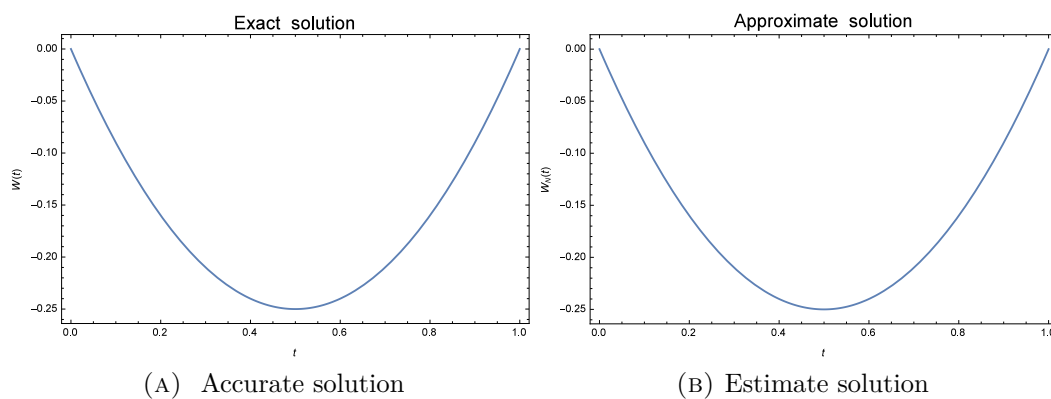 Exact solution
0.00
-0.05
-0.10
-0.15
-0.20
-0.25
W(t)
0.0 0.2 0.4 0.6 0.8 1.0
t
(A) Accurate solution
Approximate solution
0.00
-0.05
-0.10
-0.15
-0.20
-0.25
W_N(t)
0.0 0.2 0.4 0.6 0.8 1.0
t
(B) Estimate solution